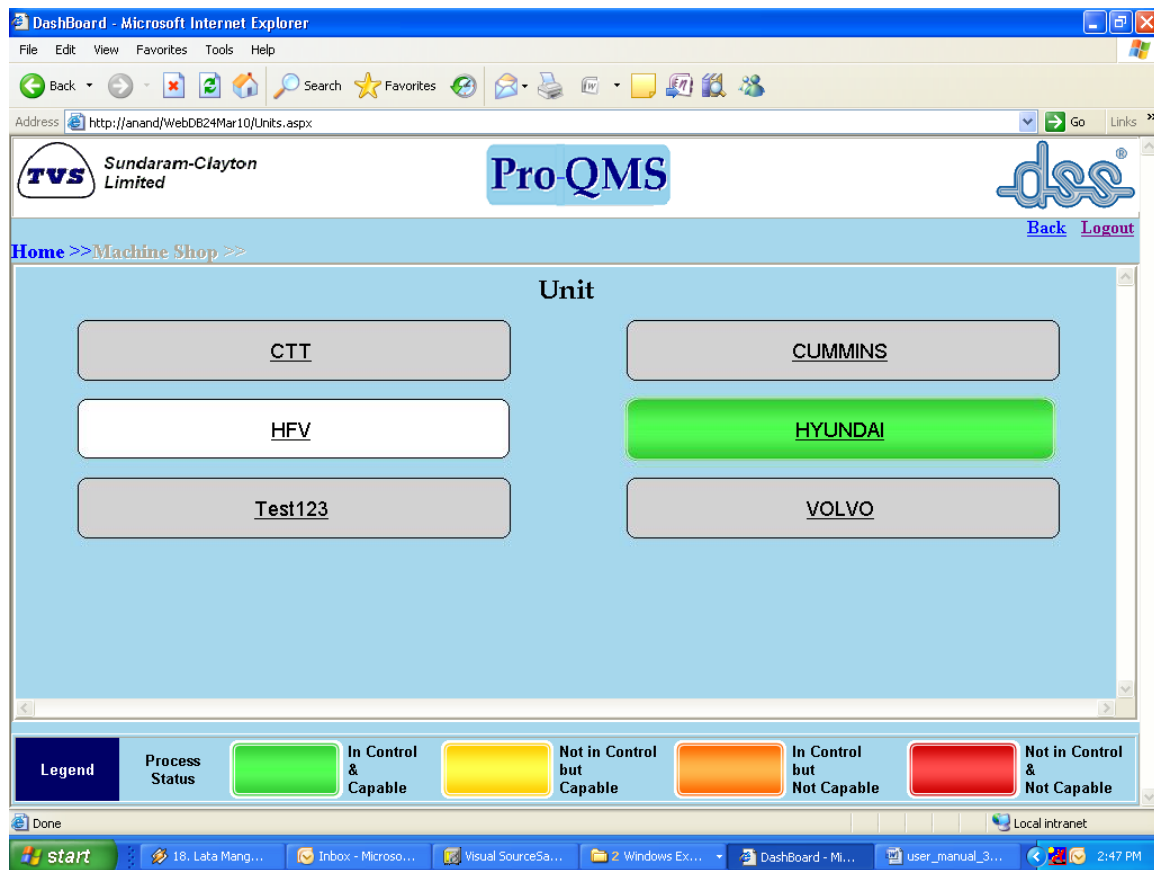 DashBoard - Microsoft Internet Explorer
File Edit View Favorites Tools Help
Back Search Favorites
Address http://anand/WebDB24Mar10/Units.aspx Go Links »
TVS
Sundaram-Clayton
Limited
Pro-QMS
dss®
Back Logout
Home >>Machine Shop >>
Unit
CTT CUMMINS
HFV HYUNDAI
Test123 VOLVO
Legend
Process
Status
In Control
&
Capable
Not in Control
but
Capable
In Control
but
Not Capable
Not in Control
&
Not Capable
Done Local intranet
start 18. Lata Mang... Inbox - Microso... Visual SourceSa... 2 Windows Ex... DashBoard - Mi... user_manual_3... 2:47 PM